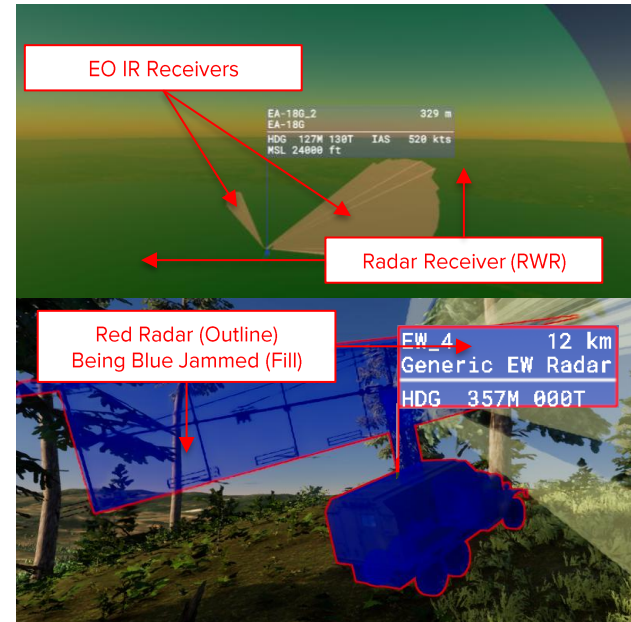 EO IR Receivers
EA-18G_2 329 m
EA-18G
HDG 127M 130T IAS 520 kts
MSL 24000 ft
Radar Receiver (RWR)
Red Radar (Outline)
Being Blue Jammed (Fill)
EW_4 12 km
Generic EW Radar
HDG 357M 000T